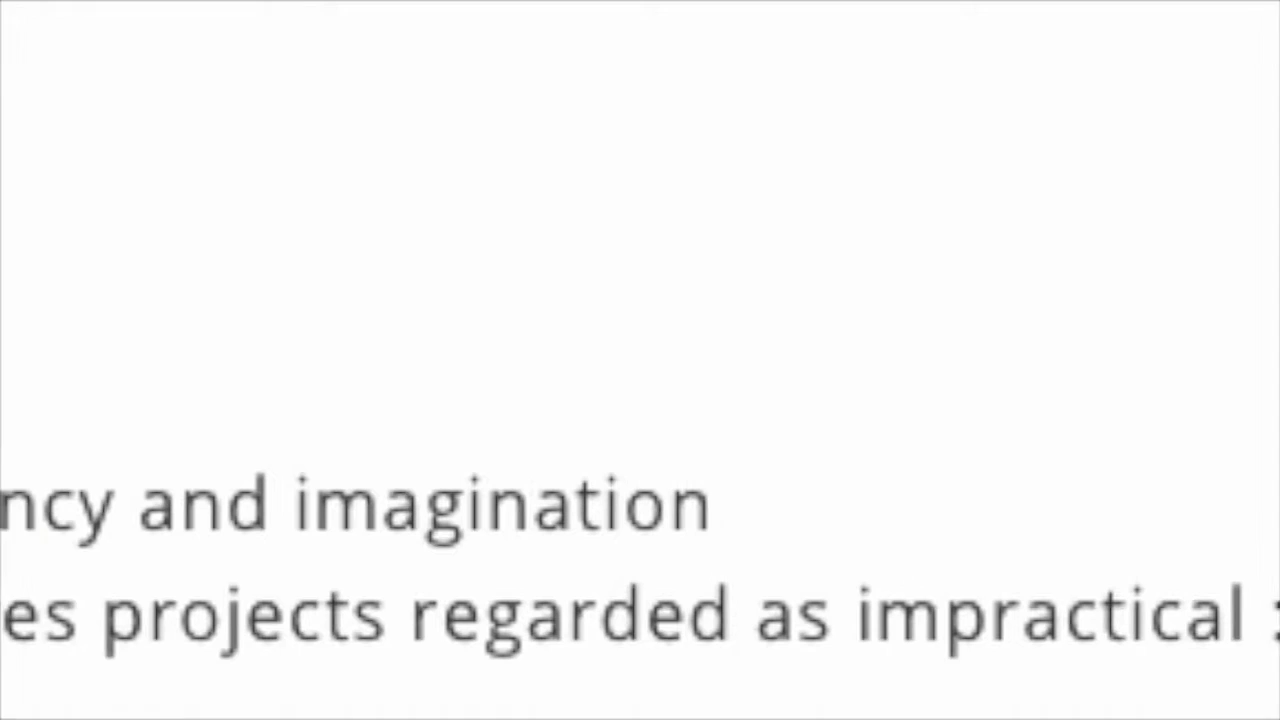 ncy and imagination
es projects regarded as impractical :